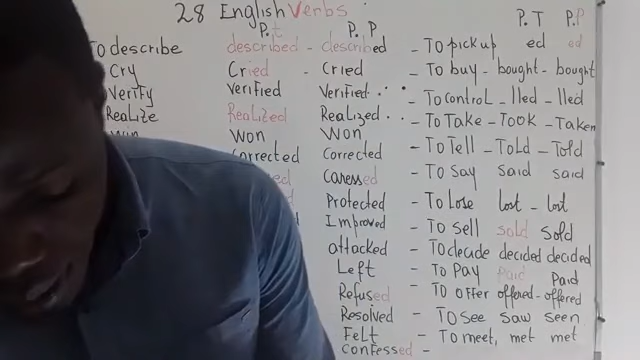 28 English Verbs
P.t P.P P.T P.P
To describe described - described - To pick up ed ed
Cry Cried - Cried - To buy - bought - bought
Verify verified Verified - To control - lled - lled
Realize Realized Realized - To Take - Took - Taken
win Won Won - To Tell - Told - Told
corrected Corrected - To say said said
caressed - To Lose lost - lost
Protected - To sell sold sold
Improved - To decide decided decided
attacked - To Pay Paid Paid
Left - To offer offered - offered
Refused - To see saw seen
Resolved - To meet, met met
Felt
confessed -